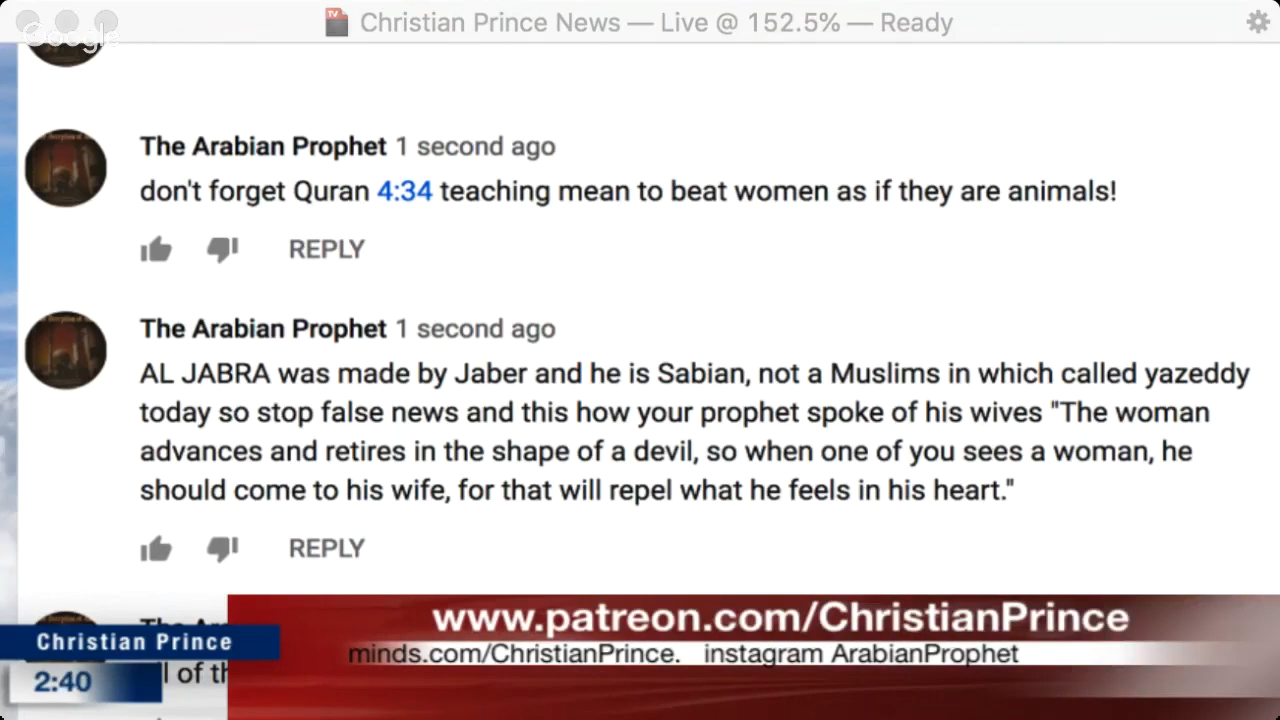 Christian Prince News — Live @ 152.5% — Ready
Google
The Arabian Prophet 1 second ago
don't forget Quran 4:34 teaching mean to beat women as if they are animals!
REPLY
The Arabian Prophet 1 second ago
AL JABRA was made by Jaber and he is Sabian, not a Muslims in which called yazeddy
today so stop false news and this how your prophet spoke of his wives "The woman
advances and retires in the shape of a devil, so when one of you sees a woman, he
should come to his wife, for that will repel what he feels in his heart."
REPLY
www.patreon.com/ChristianPrince
Christian Prince
minds.com/ChristianPrince. instagram ArabianProphet
2:40